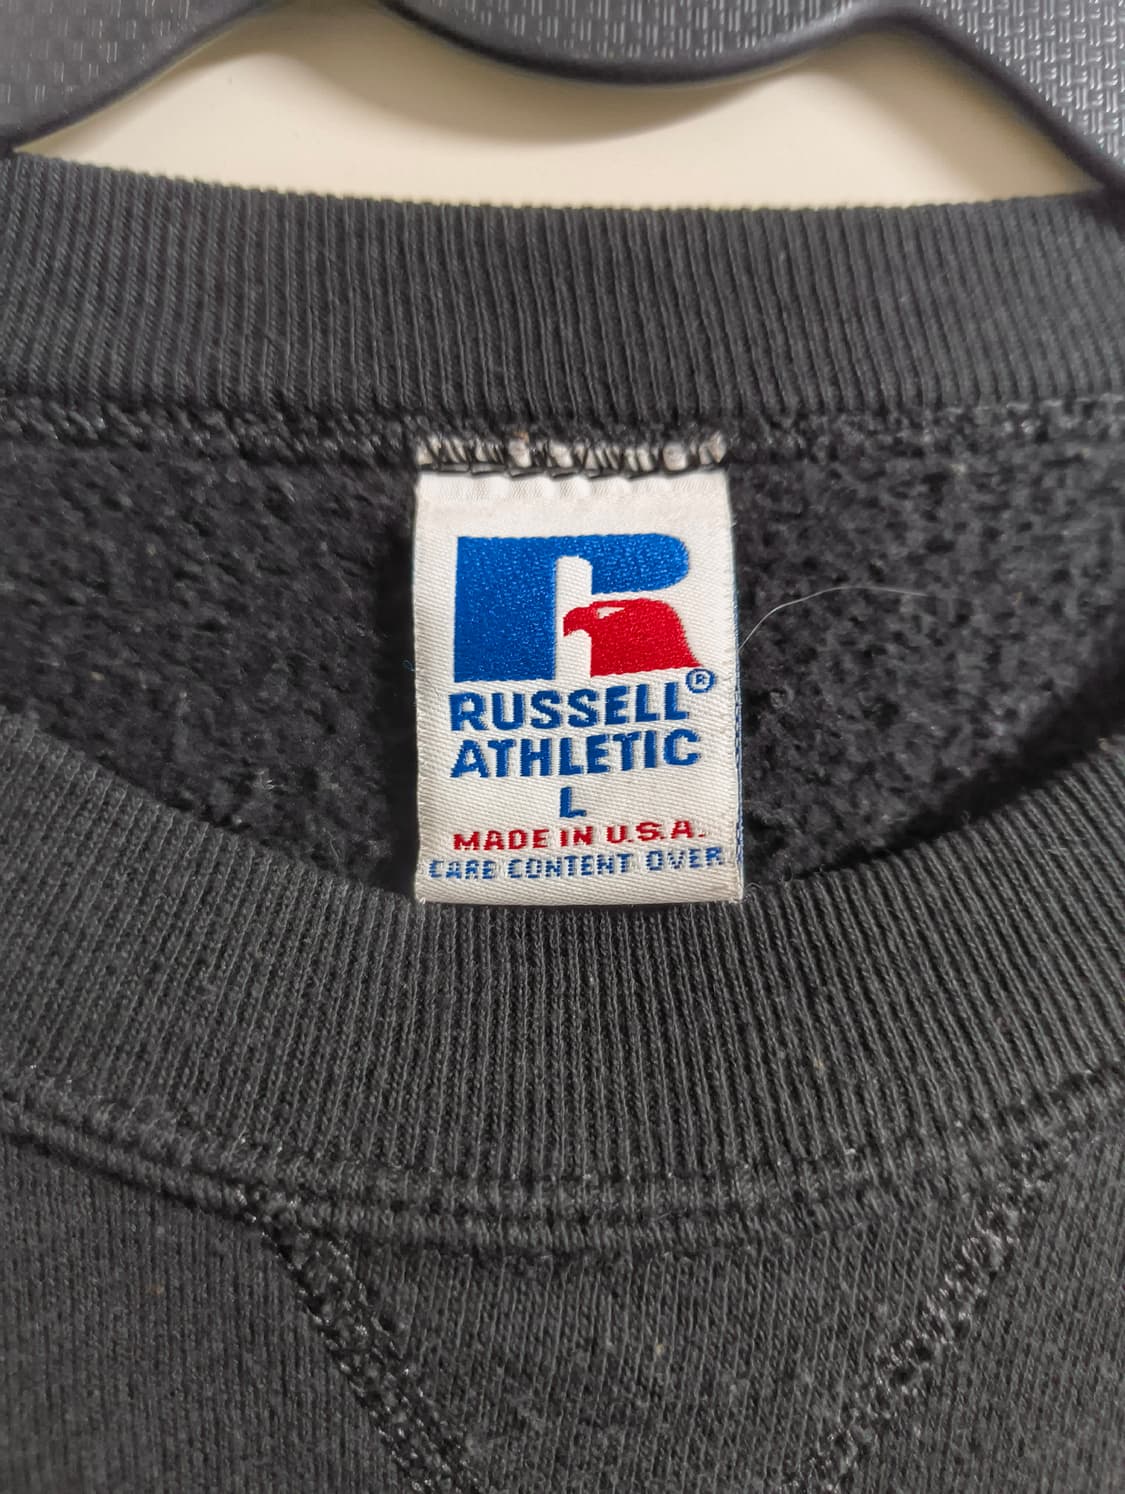 RUSSELL®
ATHLETIC
L
MADE IN U.S.A.
CARE CONTENT OVER